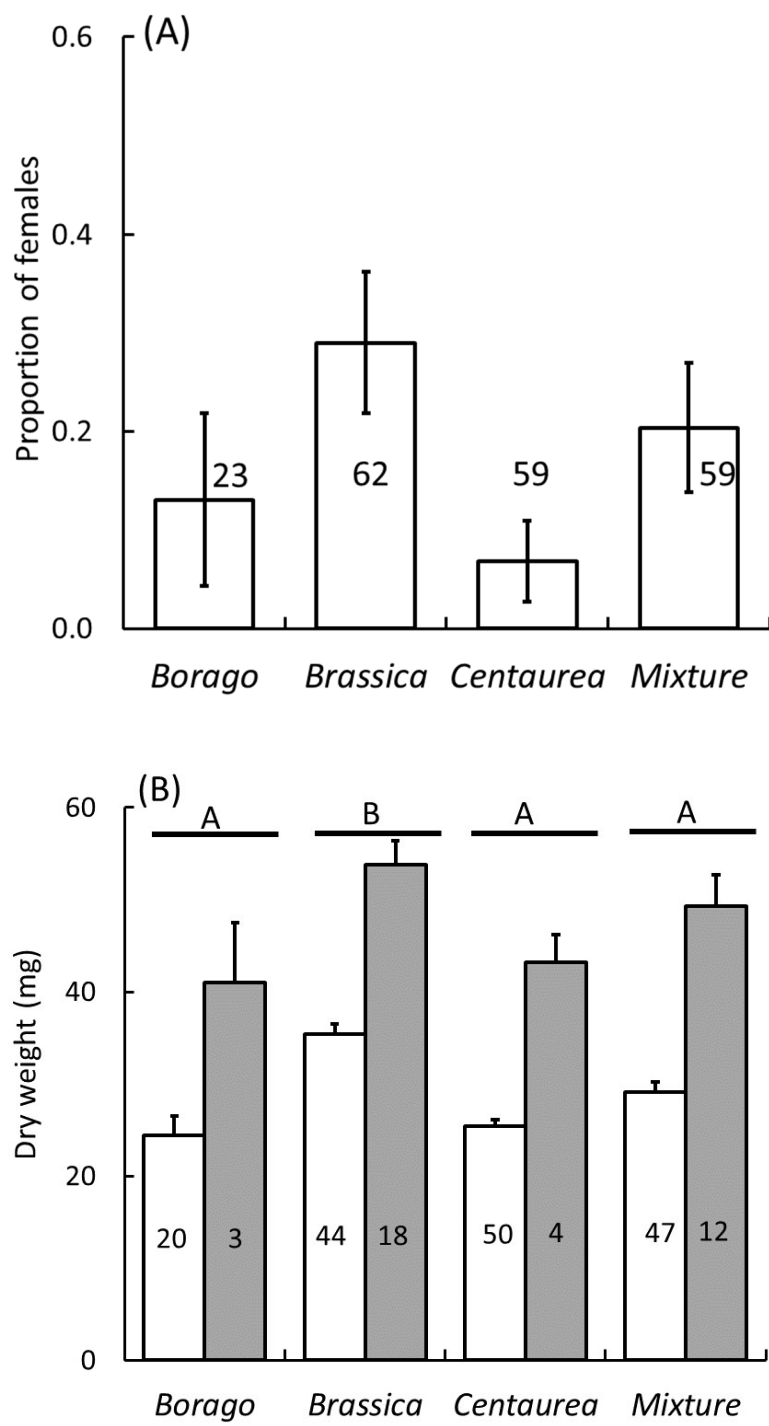 (A)
Proportion of females
0.6
0.4
0.2
0.0
23
62
59
59
Borago
Brassica
Centaurea
Mixture
(B)
Dry weight (mg)
60
40
20
0
A
B
A
A
20
3
44
18
50
4
47
12
Borago
Brassica
Centaurea
Mixture